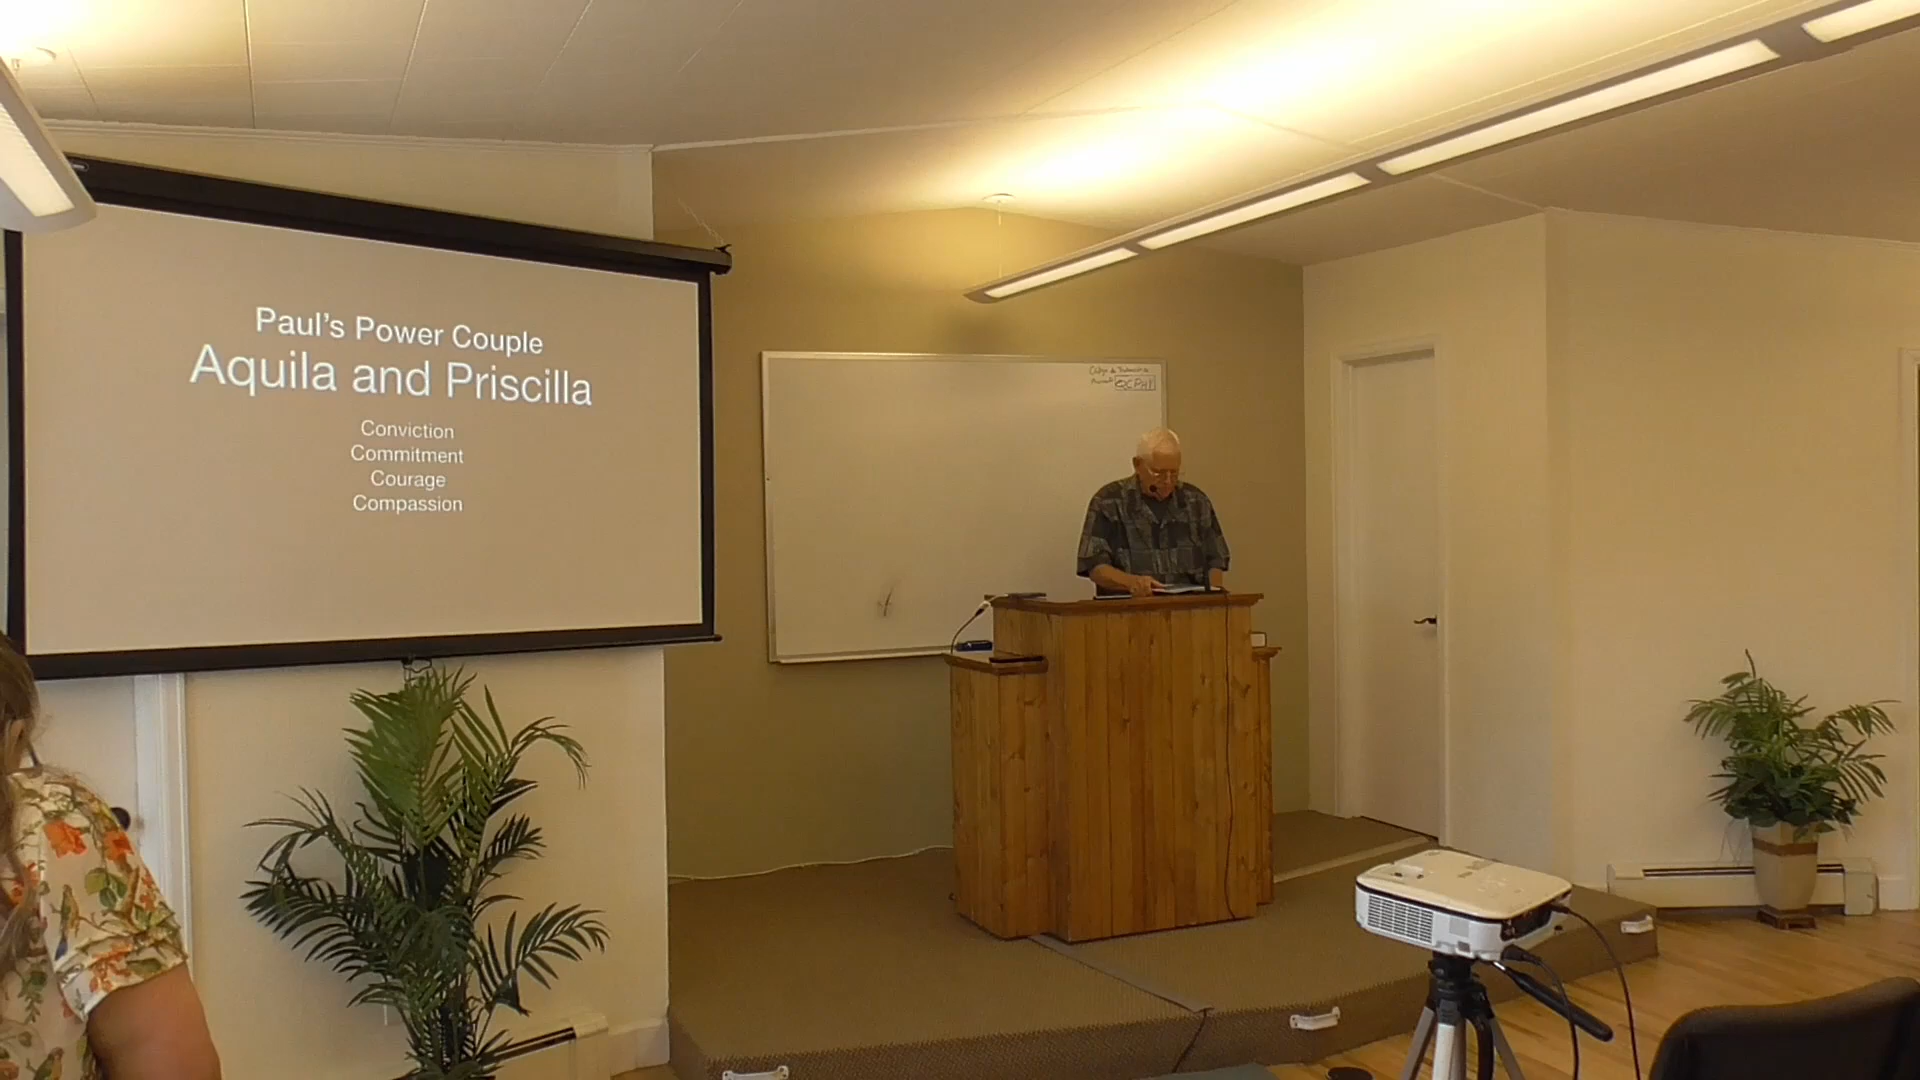 Paul's Power Couple
Aquila and Priscilla
Conviction
Commitment
Courage
Compassion